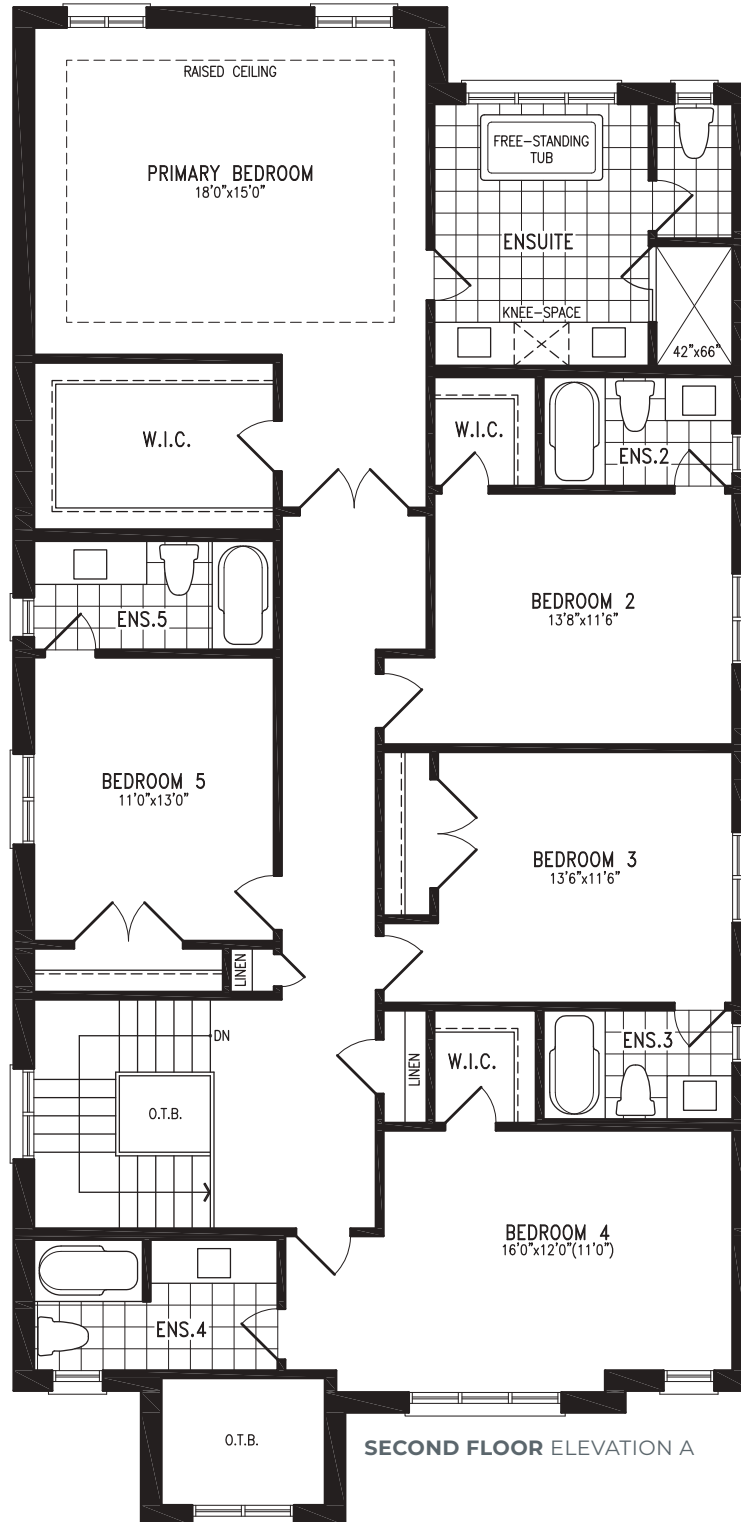 RAISED CEILING
PRIMARY BEDROOM
18'0"x15'0"
FREE-STANDING
TUB
ENSUITE
KNEE-SPACE
42"x66"
W.I.C.
W.I.C.
ENS.2
ENS.5
BEDROOM 2
13'8"x11'6"
BEDROOM 5
11'0"x13'0"
BEDROOM 3
13'6"x11'6"
LINEN
DN
LINEN
W.I.C.
ENS.3
O.T.B.
BEDROOM 4
16'0"x12'0"(11'0")
ENS.4
O.T.B.
SECOND FLOOR ELEVATION A